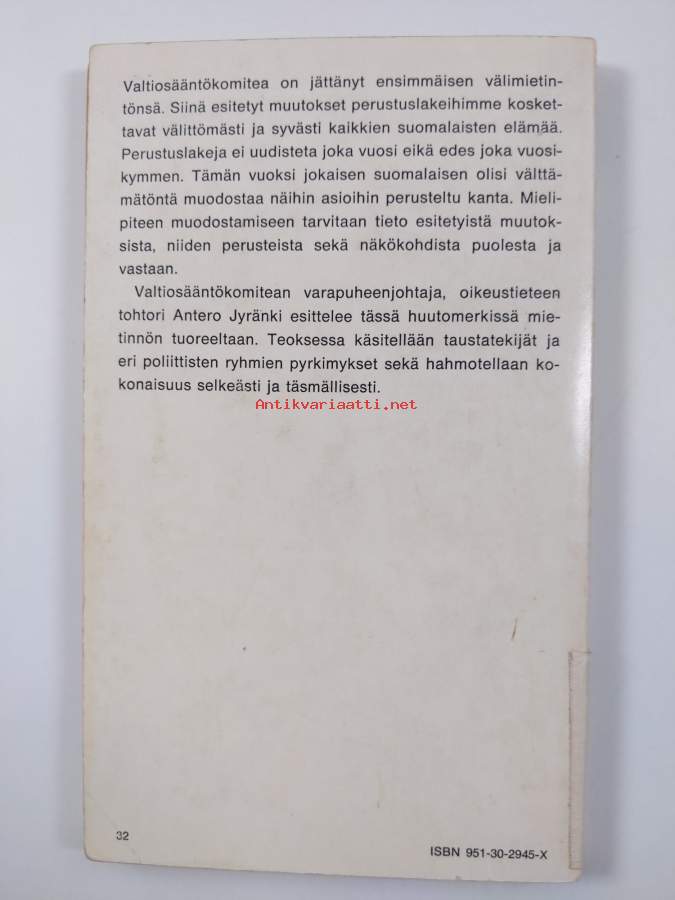 Valtiosääntökomitea on jättänyt ensimmäisen välimietin-
tönsä. Siinä esitetyt muutokset perustuslakeihimme kosket-
tavat välittömästi ja syvästi kaikkien suomalaisten elämää.
Perustuslakeja ei uudisteta joka vuosi eikä edes joka vuosi-
kymmen. Tämän vuoksi jokaisen suomalaisen olisi välttä-
mätöntä muodostaa näihin asioihin perusteltu kanta. Mieli-
piteen muodostamiseen tarvitaan tieto esitetyistä muutok-
sista, niiden perusteista sekä näkökohdista puolesta ja
vastaan.
Valtiosääntökomitean varapuheenjohtaja, oikeustieteen
tohtori Antero Jyränki esittelee tässä huutomerkissä mie-
tinnön tuoreeltaan. Teoksessa käsitellään taustatekijät ja
eri poliittisten ryhmien pyrkimykset sekä hahmotellaan ko-
konaisuus selkeästi ja täsmällisesti.
Antikvariaatti.net
32
ISBN 951-30-2945-X